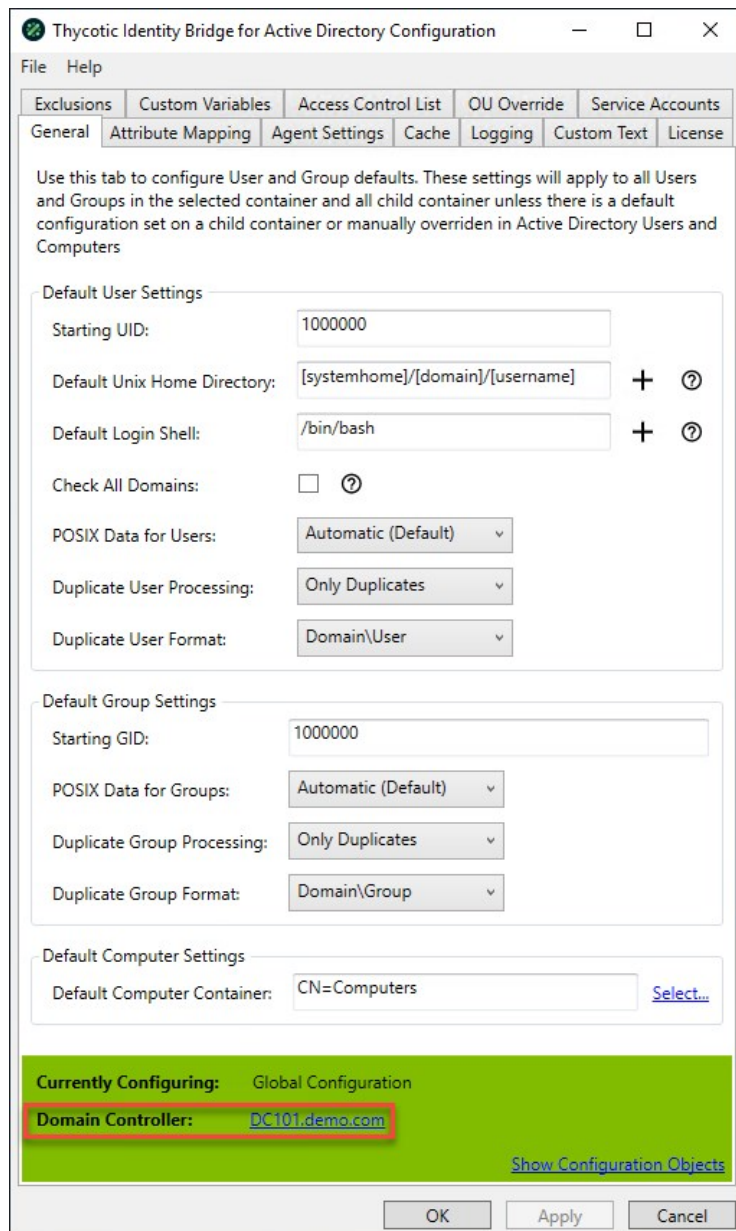 Thycotic Identity Bridge for Active Directory Configuration
File Help
Exclusions Custom Variables Access Control List OU Override Service Accounts
General Attribute Mapping Agent Settings Cache Logging Custom Text License
Use this tab to configure User and Group defaults. These settings will apply to all Users
and Groups in the selected container and all child container unless there is a default
configuration set on a child container or manually overriden in Active Directory Users and
Computers
Default User Settings
Starting UID: 1000000
Default Unix Home Directory: [systemhome]/[domain]/[username]
Default Login Shell: /bin/bash
Check All Domains:
POSIX Data for Users: Automatic (Default)
Duplicate User Processing: Only Duplicates
Duplicate User Format: Domain\User
Default Group Settings
Starting GID: 1000000
POSIX Data for Groups: Automatic (Default)
Duplicate Group Processing: Only Duplicates
Duplicate Group Format: Domain\Group
Default Computer Settings
Default Computer Container: CN=Computers Select...
Currently Configuring: Global Configuration
Domain Controller: DC101.demo.com
Show Configuration Objects
OK Apply Cancel